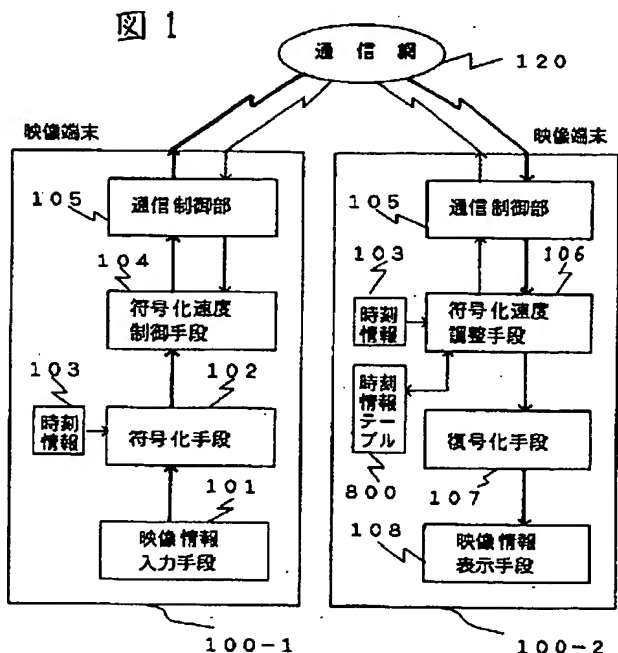 図1
通信網
120
映像端末
映像端末
105
通信制御部
105
通信制御部
104
103
106
符号化速度
制御手段
時刻
情報
符号化速度
調整手段
103
102
時刻
情報
符号化手段
時刻
情報
テー
ブル
復号化手段
101
800
107
映像情報
入力手段
108
映像情報
表示手段
100-1
100-2